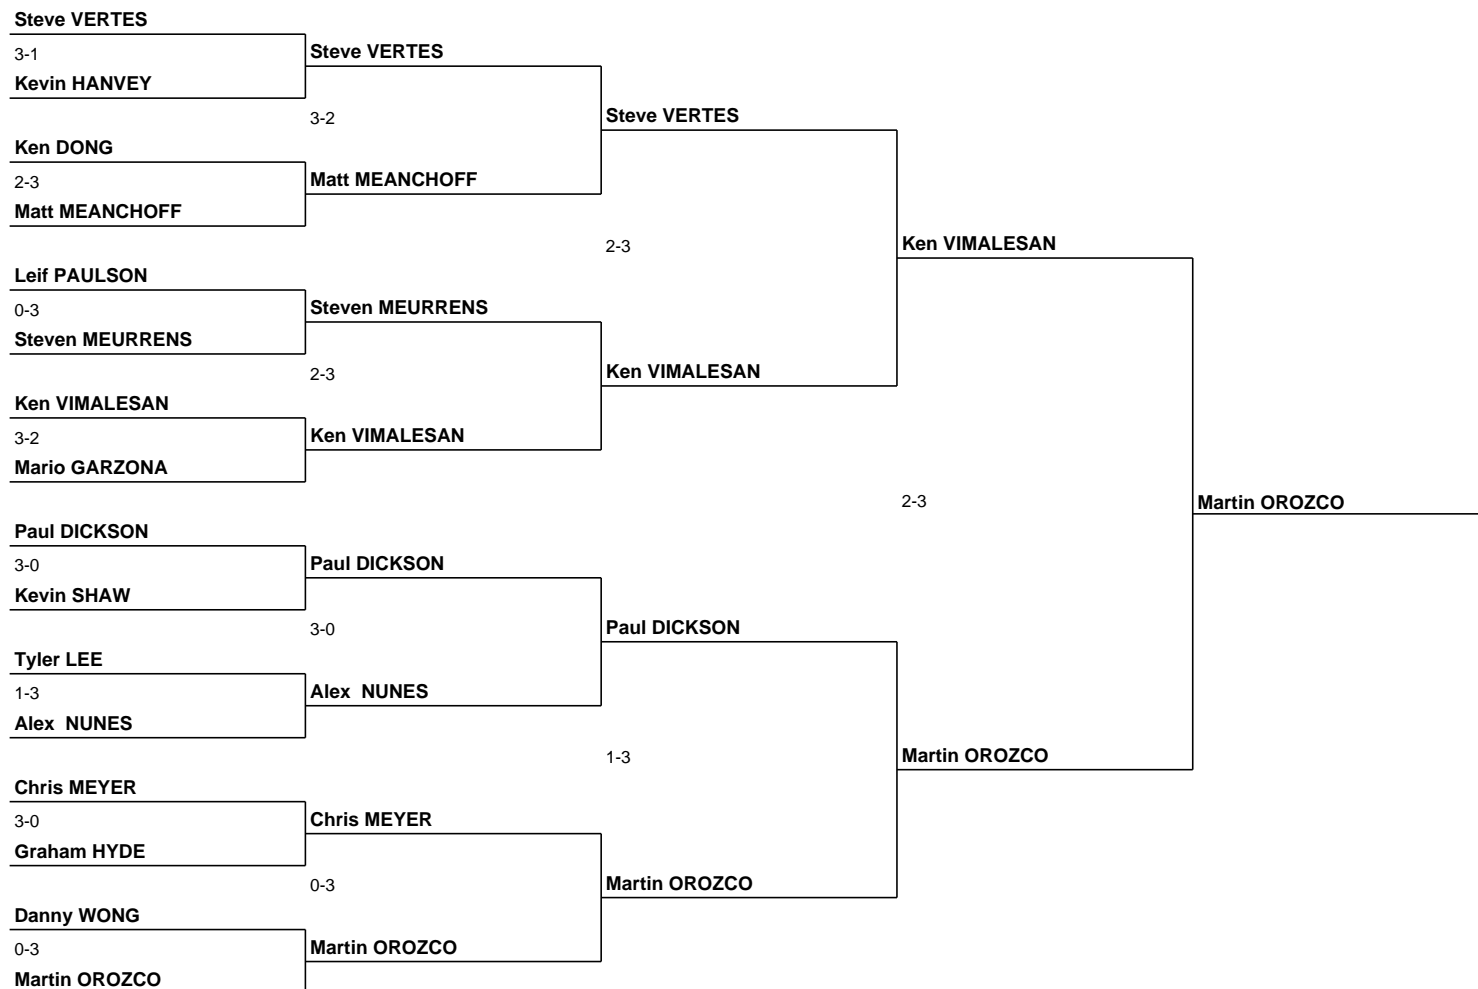 Steve VERTES
3-1
Kevin HANVEY
Ken DONG
2-3
Matt MEANCHOFF
Leif PAULSON
0-3
Steven MEURRENS
Ken VIMALESAN
3-2
Mario GARZONA
Paul DICKSON
3-0
Kevin SHAW
Tyler LEE
1-3
Alex  NUNES
Chris MEYER
3-0
Graham HYDE
Danny WONG
0-3
Martin OROZCO
Steve VERTES
3-2
Matt MEANCHOFF
Steven MEURRENS
2-3
Ken VIMALESAN
Paul DICKSON
3-0
Alex  NUNES
Chris MEYER
0-3
Martin OROZCO
Steve VERTES
2-3
Ken VIMALESAN
Paul DICKSON
1-3
Martin OROZCO
Ken VIMALESAN
2-3
Martin OROZCO
Martin OROZCO